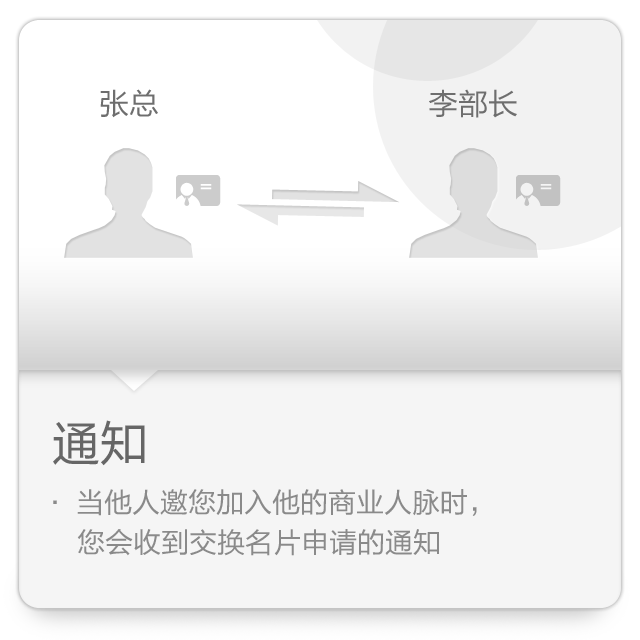 张总
李部长
通知
· 当他人邀您加入他的商业人脉时，
您会收到交换名片申请的通知